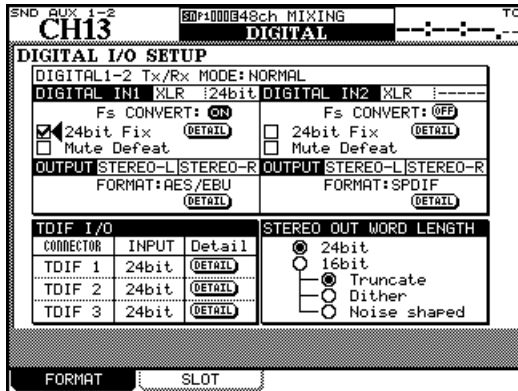 SND AUX 1-2
48ch MIXING
TC
CH13
DIGITAL
--:--:--.--
DIGITAL I/O SETUP
DIGITAL1-2 Tx/Rx MODE:NORMAL
DIGITAL IN1 XLR :24bit DIGITAL IN2 XLR :-----
Fs CONVERT: ON Fs CONVERT: OFF
24bit Fix DETAIL 24bit Fix DETAIL
Mute Defeat Mute Defeat
OUTPUT STEREO-L STEREO-R OUTPUT STEREO-L STEREO-R
FORMAT:AES/EBU FORMAT:SPDIF
DETAIL DETAIL
TDIF I/O STEREO OUT WORD LENGTH
CONNECTOR INPUT Detail 24bit
TDIF 1 24bit DETAIL 16bit
TDIF 2 24bit DETAIL Truncate
TDIF 3 24bit DETAIL Dither
Noise shaped
FORMAT SLOT